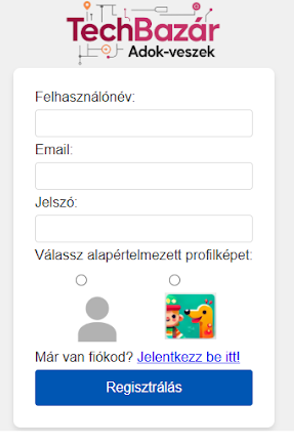 TechBazár
Adok-veszek
Felhasználónév:
Email:
Jelszó:
Válassz alapértelmezett profilképet:
Már van fiókod? Jelentkezz be itt!
Regisztrálás